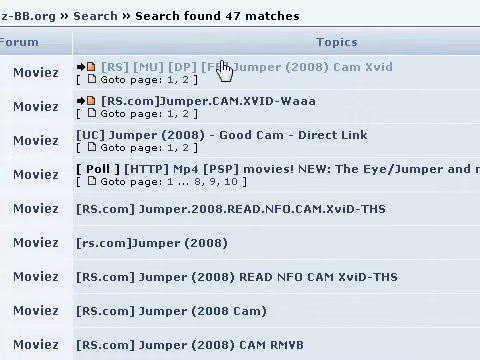 z-BB.org » Search » Search found 47 matches
Forum Topics
Moviez [RS] [MU] [DP] Jumper (2008) Cam Xvid
[ Goto page: 1, 2 ]
Moviez [RS.com]Jumper.CAM.XVID-Waaa
[ Goto page: 1, 2 ]
Moviez [UC] Jumper (2008) - Good Cam - Direct Link
Moviez [ Poll ] [HTTP] Mp4 [PSP] movies! NEW: The Eye/Jumper and
[ Goto page: 1 ... 8, 9, 10 ]
Moviez [RS.com] Jumper.2008.READ.NFO.CAM.XviD-THS
Moviez [rs.com]Jumper (2008)
Moviez [RS.com] Jumper (2008) READ NFO CAM XviD-THS
Moviez [RS.com] Jumper (2008 Cam)
Moviez [RS.com] Jumper (2008) CAM RMVB